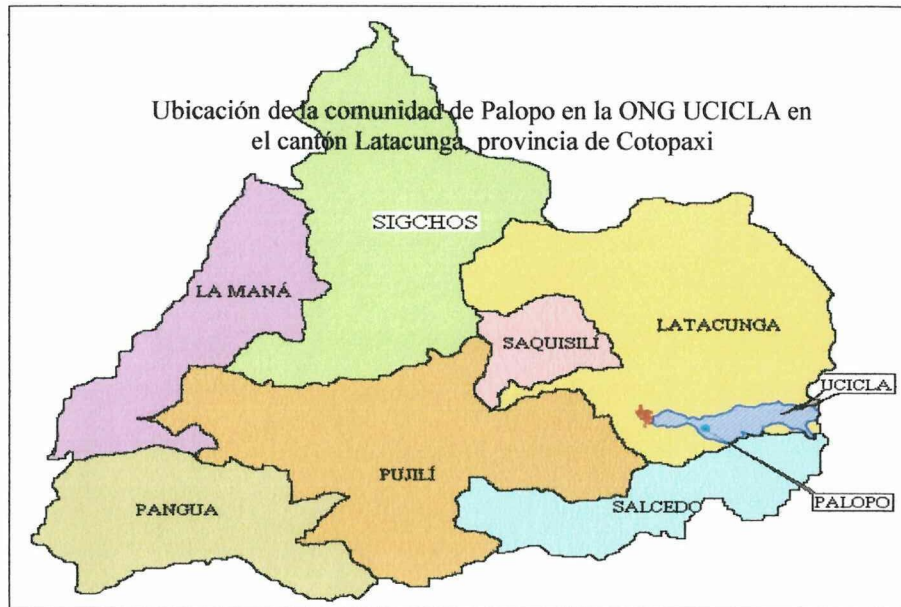 Ubicación de la comunidad de Palopo en la ONG UCICLA en
el cantón Latacunga, provincia de Cotopaxi
SIGCHOS
LA MANÁ
SAQUISILÍ
LATACUNGA
UCICLA
PUJILÍ
PANGUA
SALCEDO
PALOPO